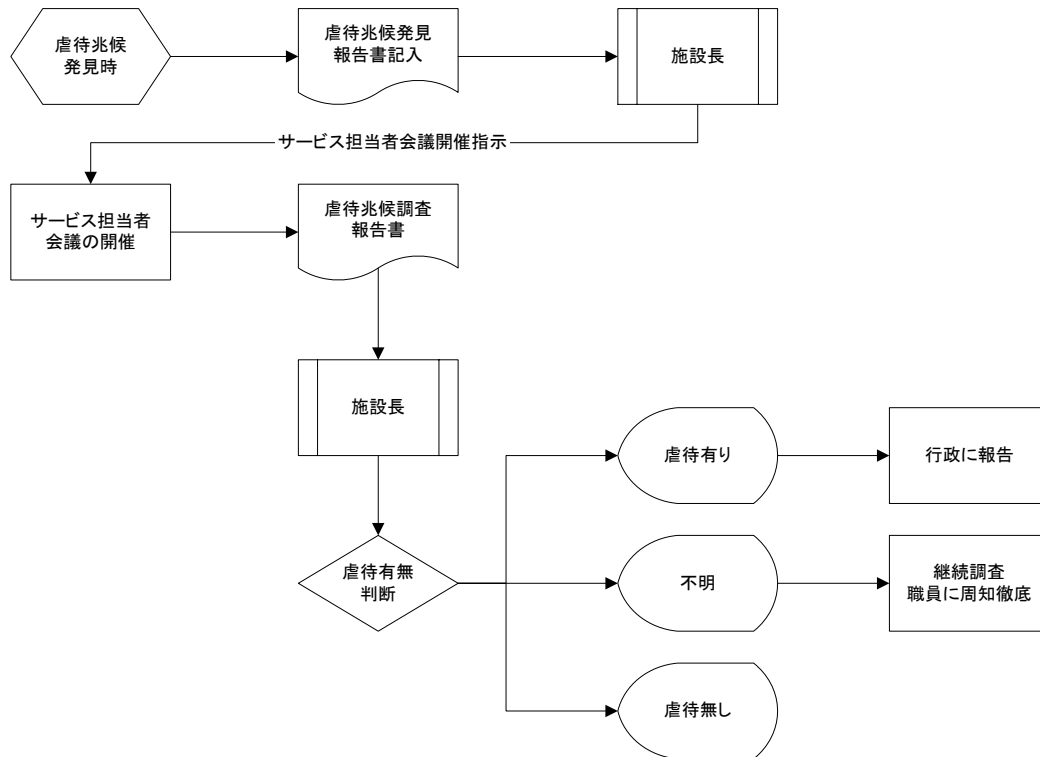 虐待兆候
発見時
虐待兆候発見
報告書記入
施設長
サービス担当者会議開催指示
サービス担当者
会議の開催
虐待兆候調査
報告書
施設長
虐待有無
判断
虐待有り
行政に報告
不明
継続調査
職員に周知徹底
虐待無し